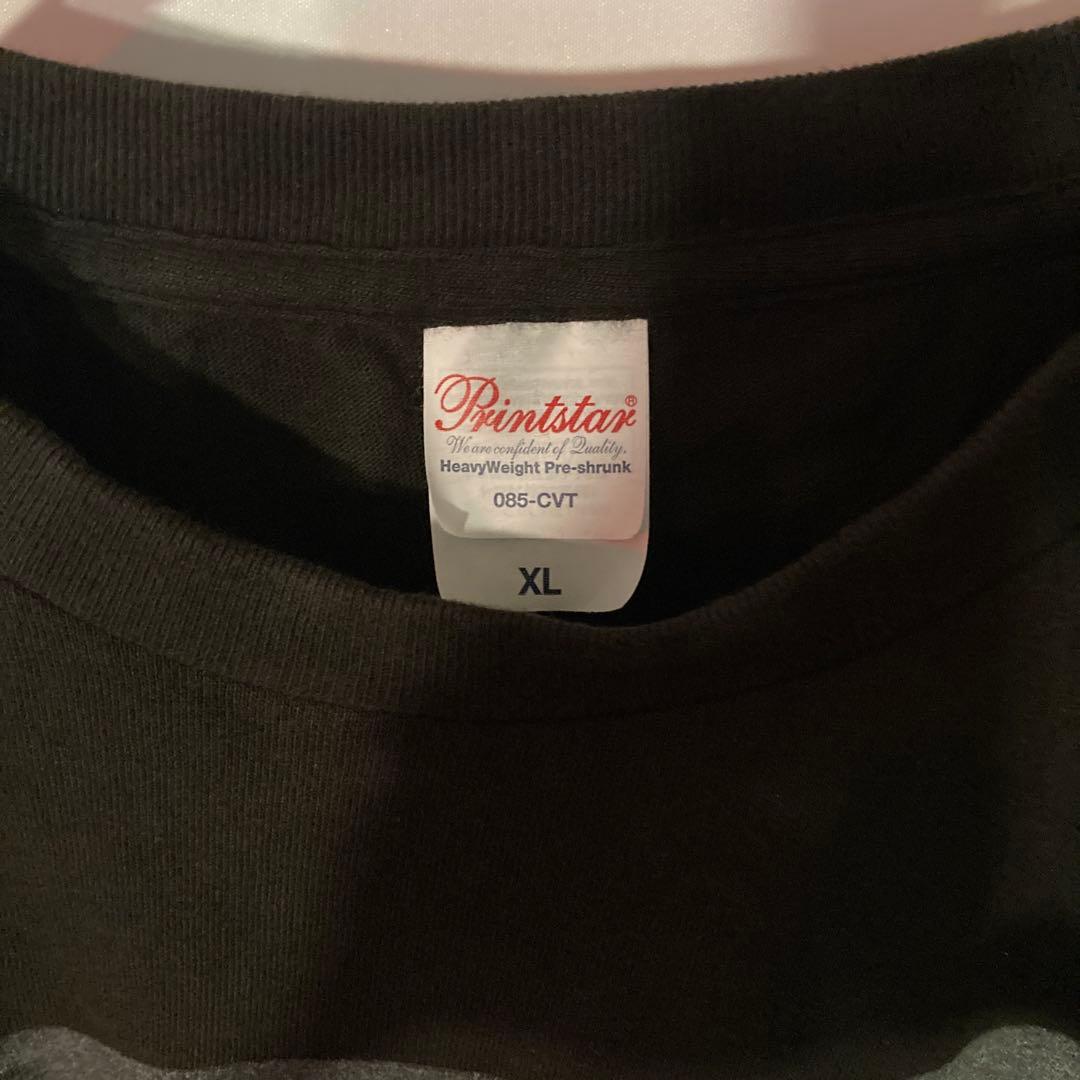 Printstar®
We are confident of Quality.
HeavyWeight Pre-shrunk
085-CVT
XL